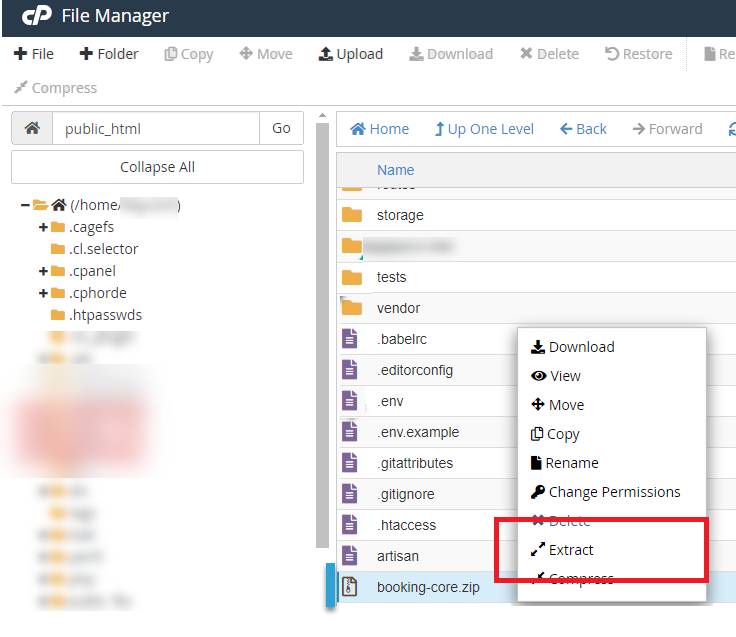 cP File Manager
File Folder Copy Move Upload Download Delete Restore Re
Compress
public_html Go
Collapse All
(/home/ )
.cagefs
.cl.selector
.cpanel
.cphorde
.htpasswds
Home Up One Level Back Forward
Name
routes
storage
tests
vendor
.babelrc
.editorconfig
.env
.env.example
.gitattributes
.gitignore
.htaccess
artisan
booking-core.zip
Download
View
Move
Copy
Rename
Change Permissions
Delete
Extract
Compress